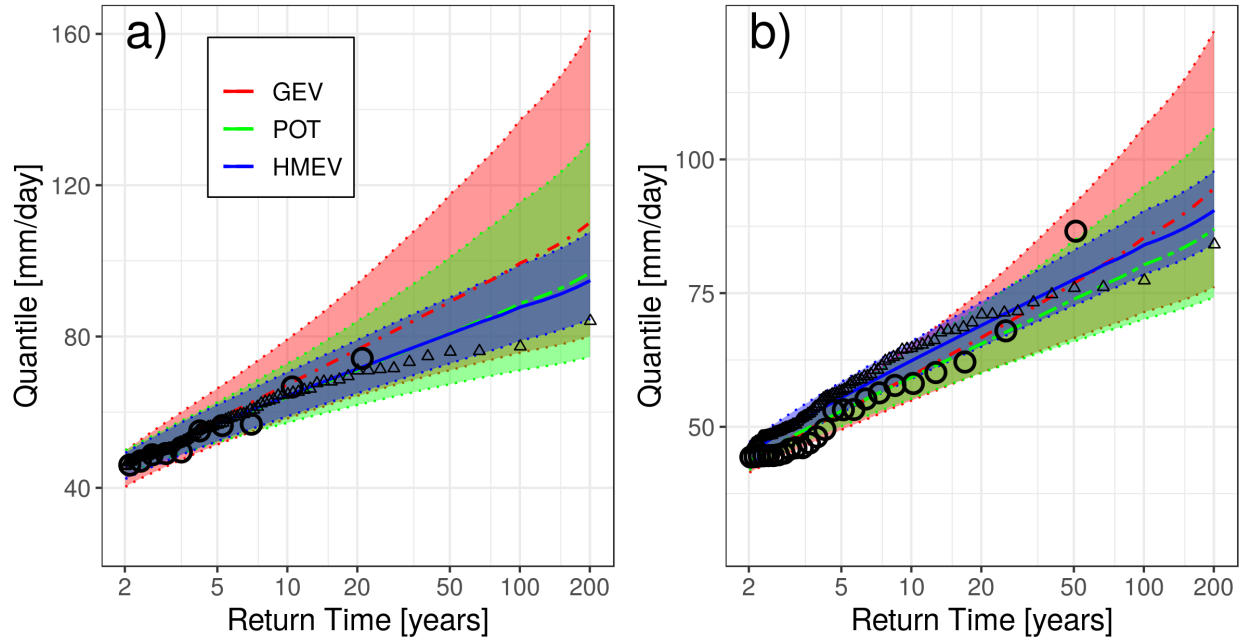 a)
GEV
POT
HMEV
160
120
80
40
Quantile [mm/day]
2 5 10 20 50 100 200
Return Time [years]
b)
100
75
50
Quantile [mm/day]
2 5 10 20 50 100 200
Return Time [years]